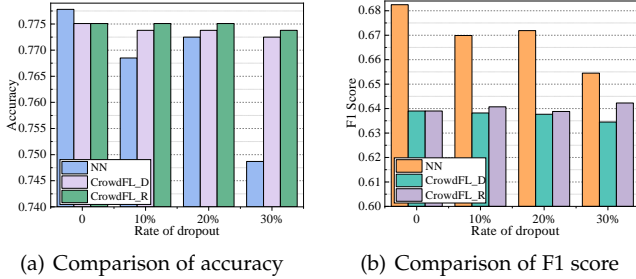 0.775
0.770
0.765
0.760
0.755
0.750
0.745
0.740
Accuracy
NN
CrowdFL_D
CrowdFL_R
0 10% 20% 30%
Rate of dropout
(a) Comparison of accuracy
0.68
0.67
0.66
0.65
0.64
0.63
0.62
0.61
0.60
F1 Score
NN
CrowdFL_D
CrowdFL_R
0 10% 20% 30%
Rate of dropout
(b) Comparison of F1 score